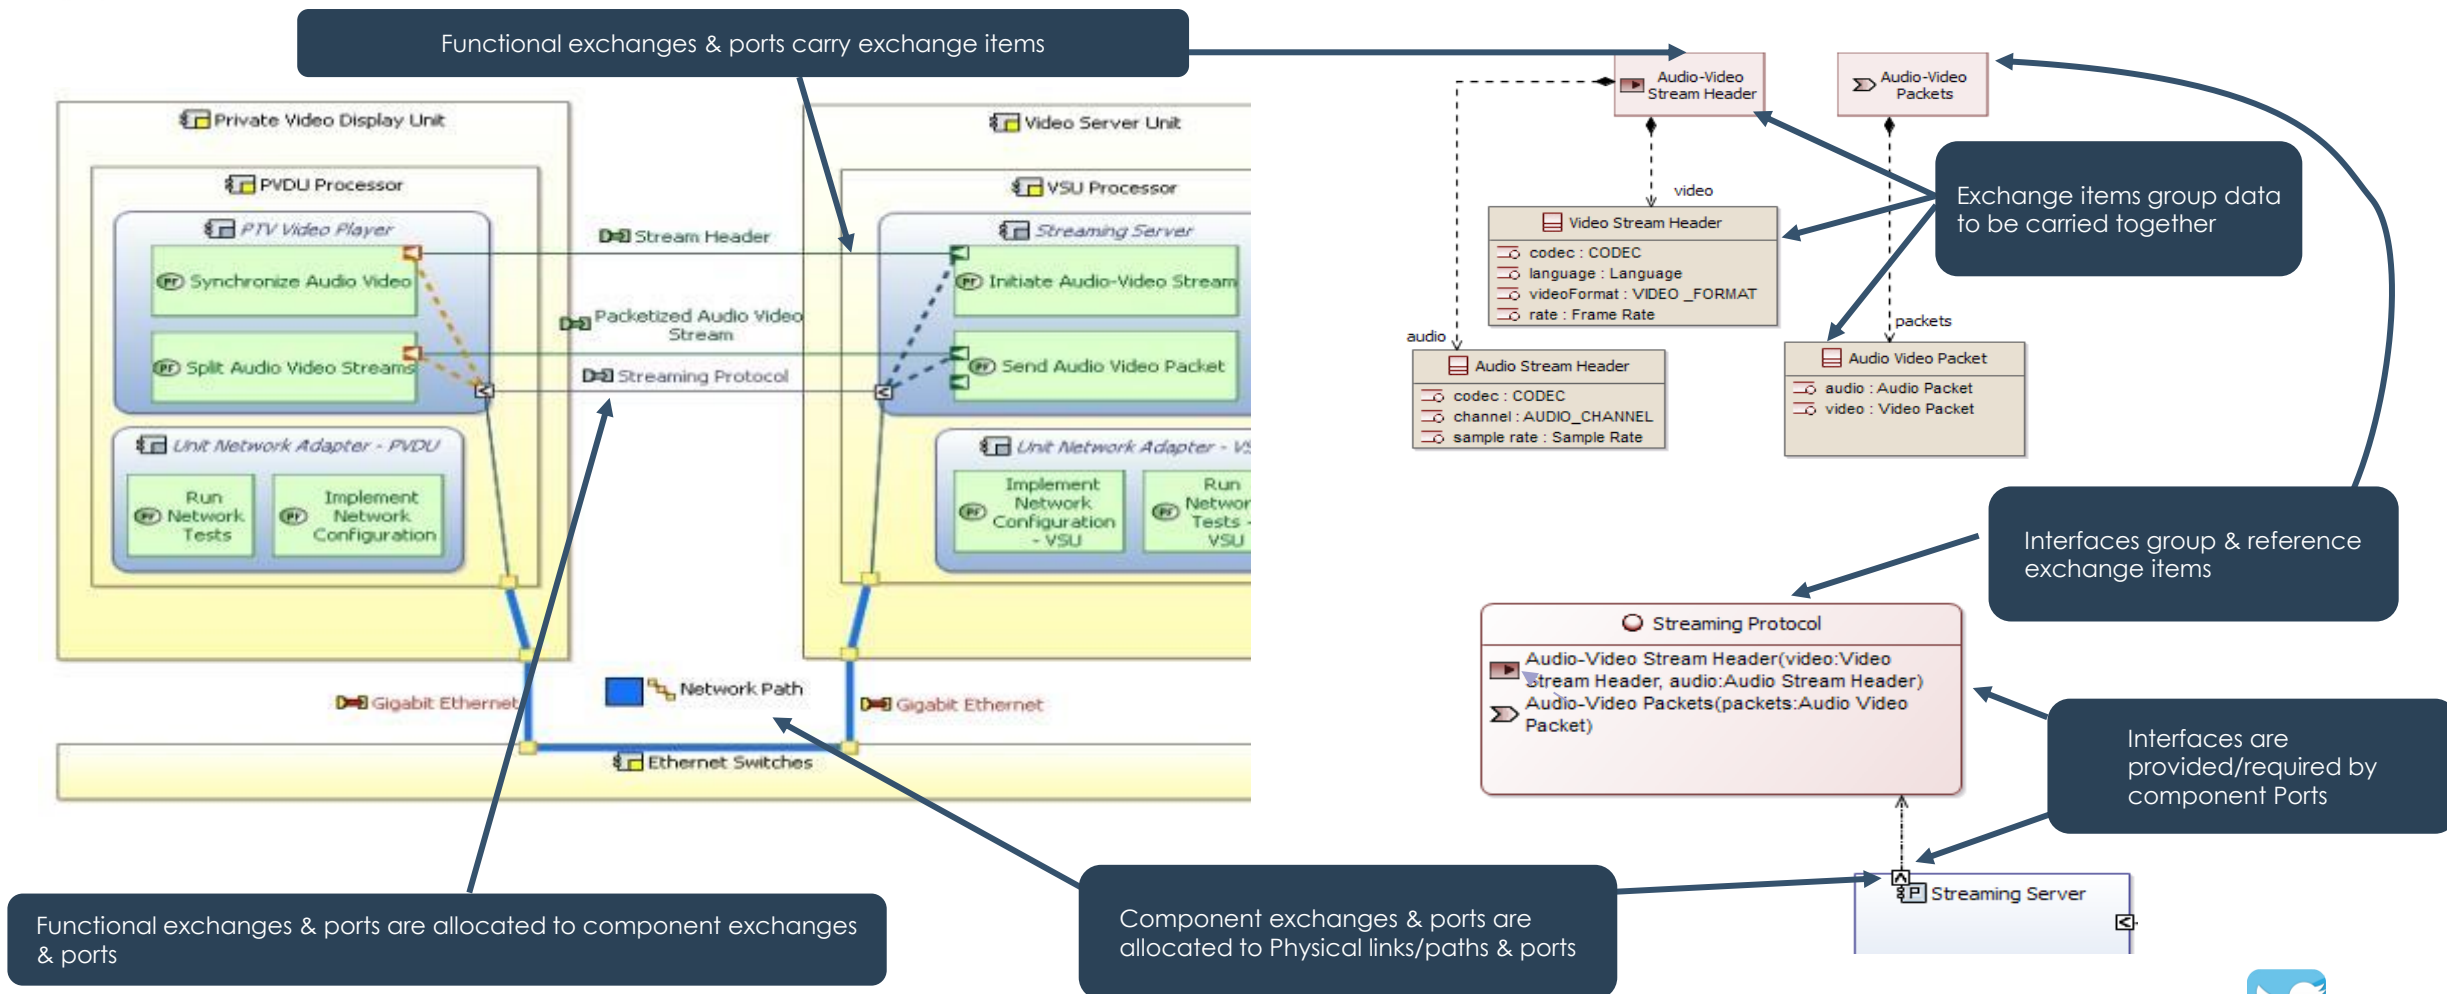 Functional exchanges & ports carry exchange items
Private Video Display Unit
PVDU Processor
PTV Video Player
Synchronize Audio Video
Split Audio Video Streams
Unit Network Adapter - PVDU
Run
Network
Tests
Implement
Network
Configuration
Stream Header
Packetized Audio Video
Stream
Streaming Protocol
Video Server Unit
VSU Processor
Streaming Server
Initiate Audio-Video Stream
Send Audio Video Packet
Unit Network Adapter - VS
Implement
Network
Configuration
- VSU
Run
Networ
Tests -
VSU
Gigabit Ethernet
Network Path
Gigabit Ethernet
Ethernet Switches
Functional exchanges & ports are allocated to component exchanges
& ports
Component exchanges & ports are
allocated to Physical links/paths & ports
Audio-Video
Stream Header
Audio-Video
Packets
Exchange items group data
to be carried together
video
Video Stream Header
codec : CODEC
language : Language
videoFormat : VIDEO _FORMAT
rate : Frame Rate
audio
Audio Stream Header
codec : CODEC
channel : AUDIO_CHANNEL
sample rate : Sample Rate
packets
Audio Video Packet
audio : Audio Packet
video : Video Packet
Interfaces group & reference
exchange items
Streaming Protocol
Audio-Video Stream Header(video:Video
Stream Header, audio:Audio Stream Header)
Audio-Video Packets(packets:Audio Video
Packet)
Interfaces are
provided/required by
component Ports
Streaming Server